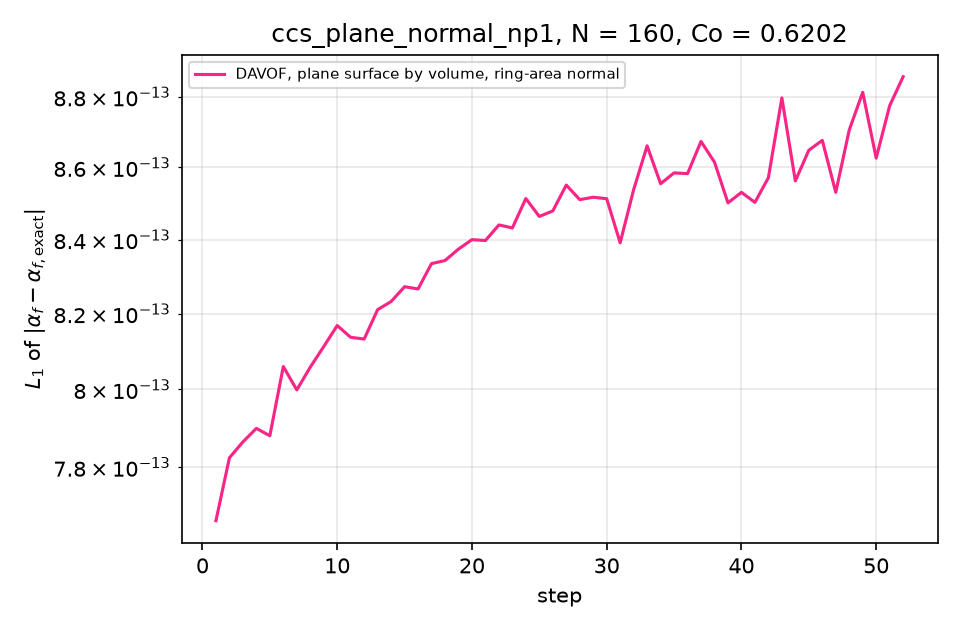 ccs_plane_normal_np1, N = 160, Co = 0.6202
DAVOF, plane surface by volume, ring-area normal
8.8 × 10⁻¹³
8.6 × 10⁻¹³
8.4 × 10⁻¹³
8.2 × 10⁻¹³
8 × 10⁻¹³
7.8 × 10⁻¹³
L₁ of |α_f − α_{f, exact}|
0 10 20 30 40 50
step